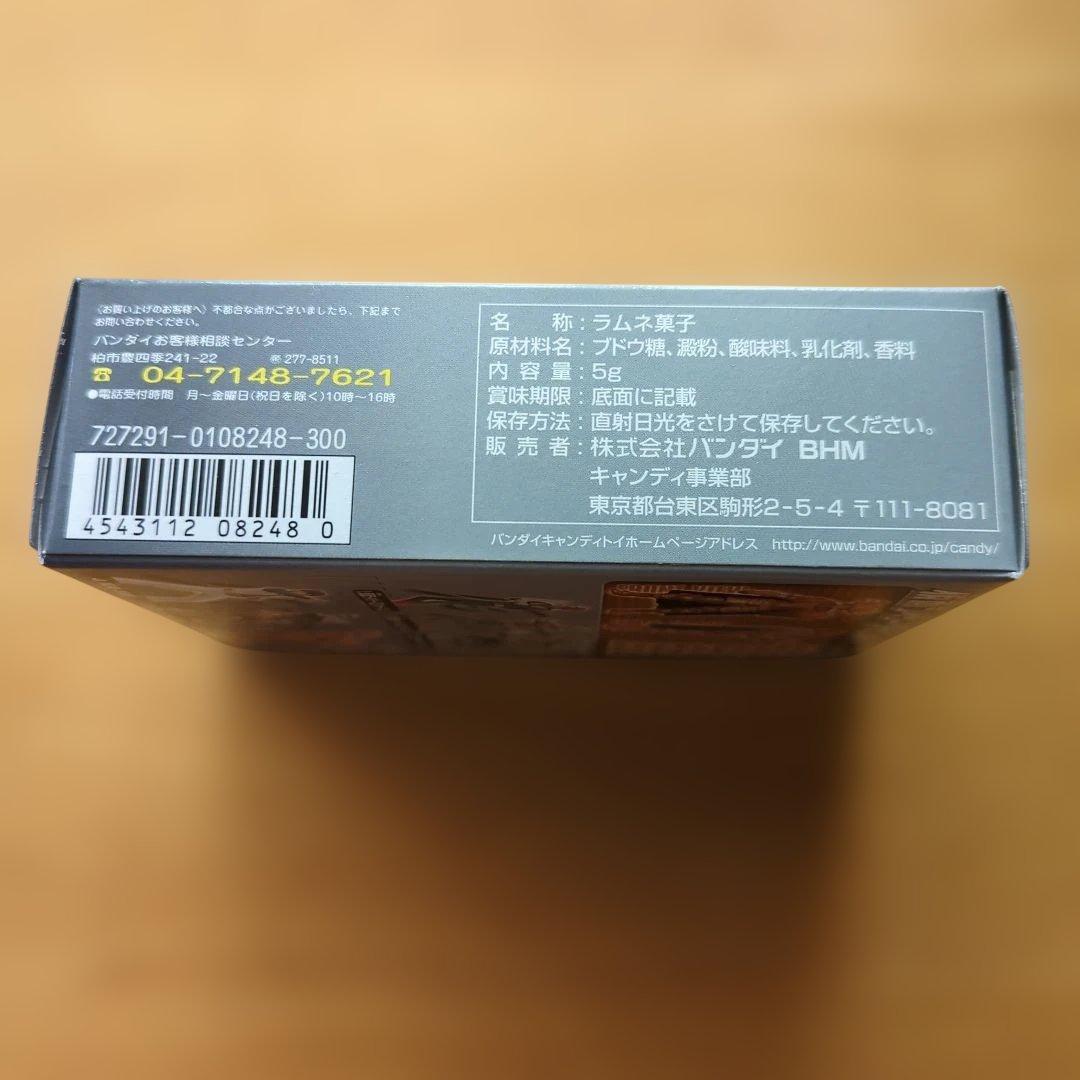 〈お買い上げのお客様へ〉不都合な点がございましたら、下記まで
お問い合わせください。
バンダイお客様相談センター
柏市豊四季241-22 〠277-8511
☎ 04-7148-7621
●電話受付時間 月〜金曜日(祝日を除く)10時〜16時
727291-0108248-300
4543112 08248 0
名 称:ラムネ菓子
原材料名:ブドウ糖、澱粉、酸味料、乳化剤、香料
内容量:5g
賞味期限:底面に記載
保存方法:直射日光をさけて保存してください。
販売者:株式会社バンダイ BHM
キャンディ事業部
東京都台東区駒形2-5-4 〒111-8081
バンダイキャンディトイホームページアドレス http://www.bandai.co.jp/candy/